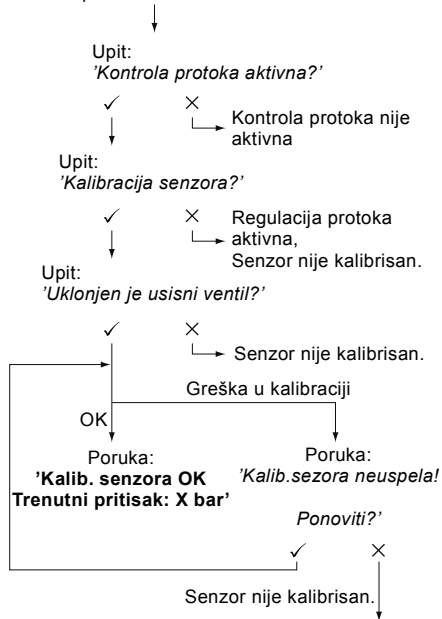 Upit:
'Kontrola protoka aktivna?'
✓ ×
Kontrola protoka nije
aktivna
Upit:
'Kalibracija senzora?'
✓ ×
Regulacija protoka
aktivna,
Senzor nije kalibrisan.
Upit:
'Uklonjen je usisni ventil?'
✓ ×
Senzor nije kalibrisan.
Greška u kalibraciji
OK
Poruka:
'Kalib. senzora OK
Trenutni pritisak: X bar'
Poruka:
'Kalib.sezora neuspela!
Ponoviti?'
✓ ×
Senzor nije kalibrisan.